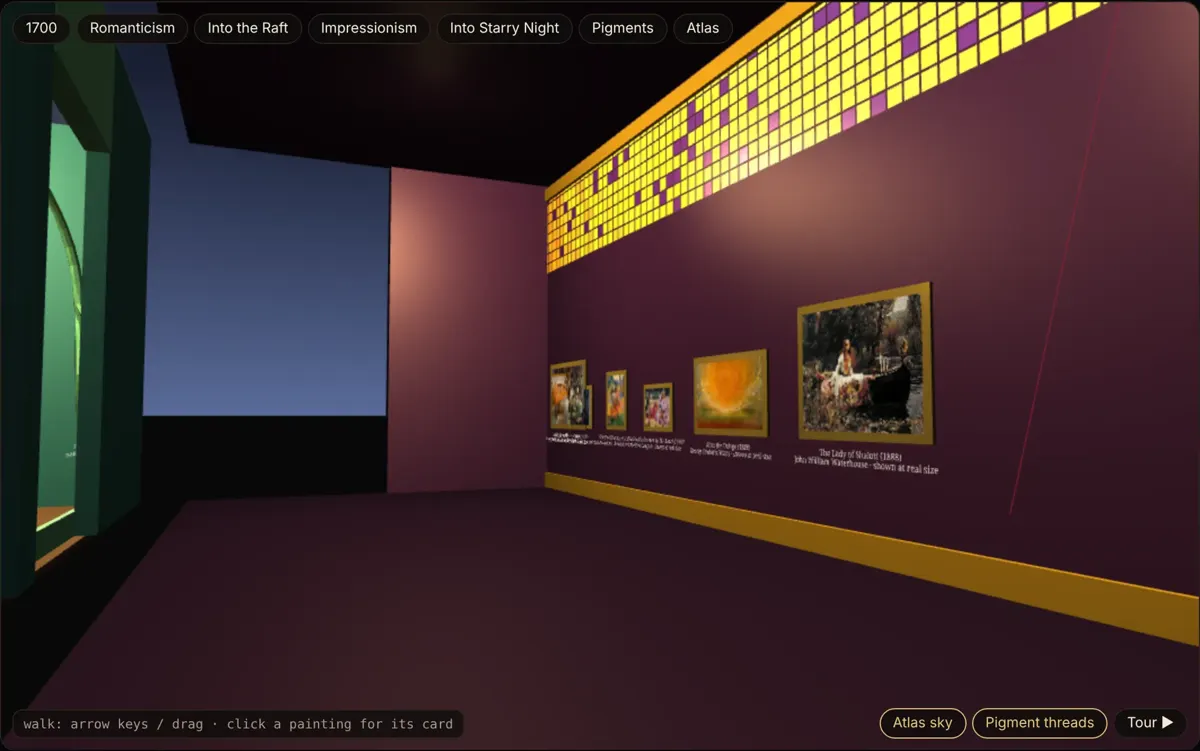 1700
Romanticism
Into the Raft
Impressionism
Into Starry Night
Pigments
Atlas
The Lady of Shalott (1888)
John William Waterhouse · shown at real size
walk: arrow keys / drag · click a painting for its card
Atlas sky
Pigment threads
Tour ▶